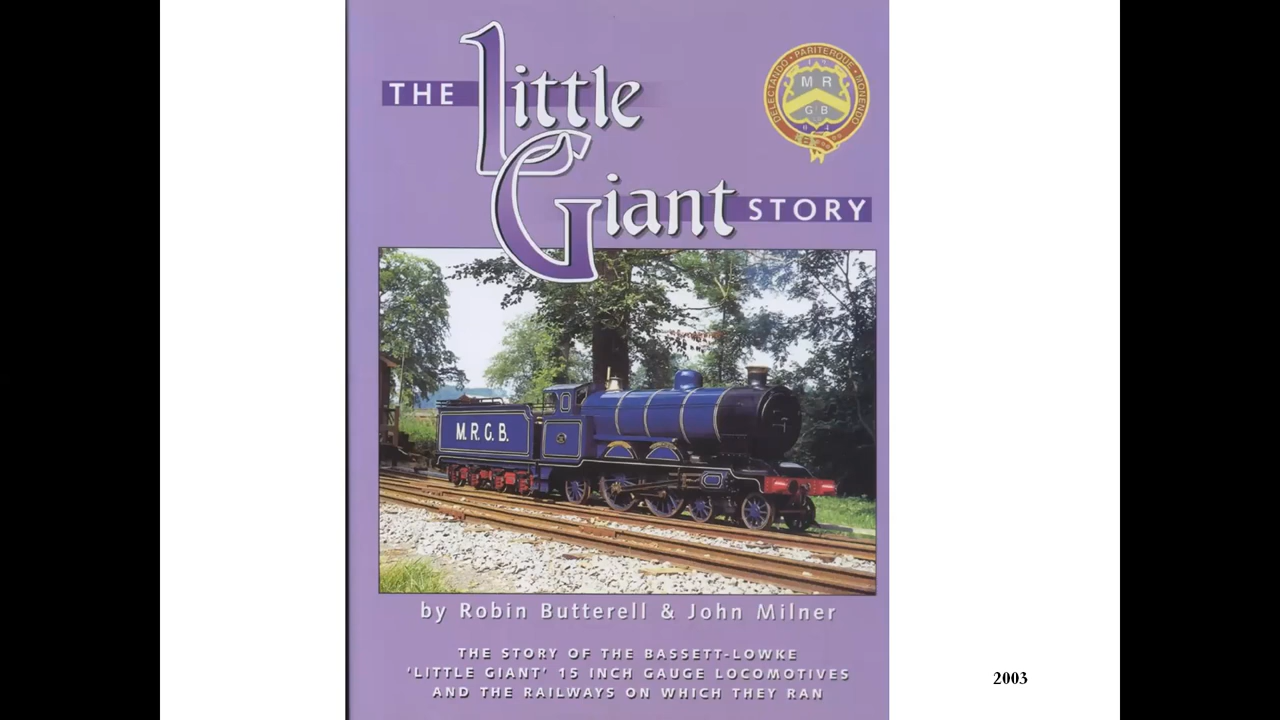 THE Little
Giant STORY
DELECTANDO • PARITERQUE • MONENDO
M R
G B
M. R. G. B.
by Robin Butterell & John Milner
THE STORY OF THE BASSETT-LOWKE
'LITTLE GIANT' 15 INCH GAUGE LOCOMOTIVES
AND THE RAILWAYS ON WHICH THEY RAN
2003